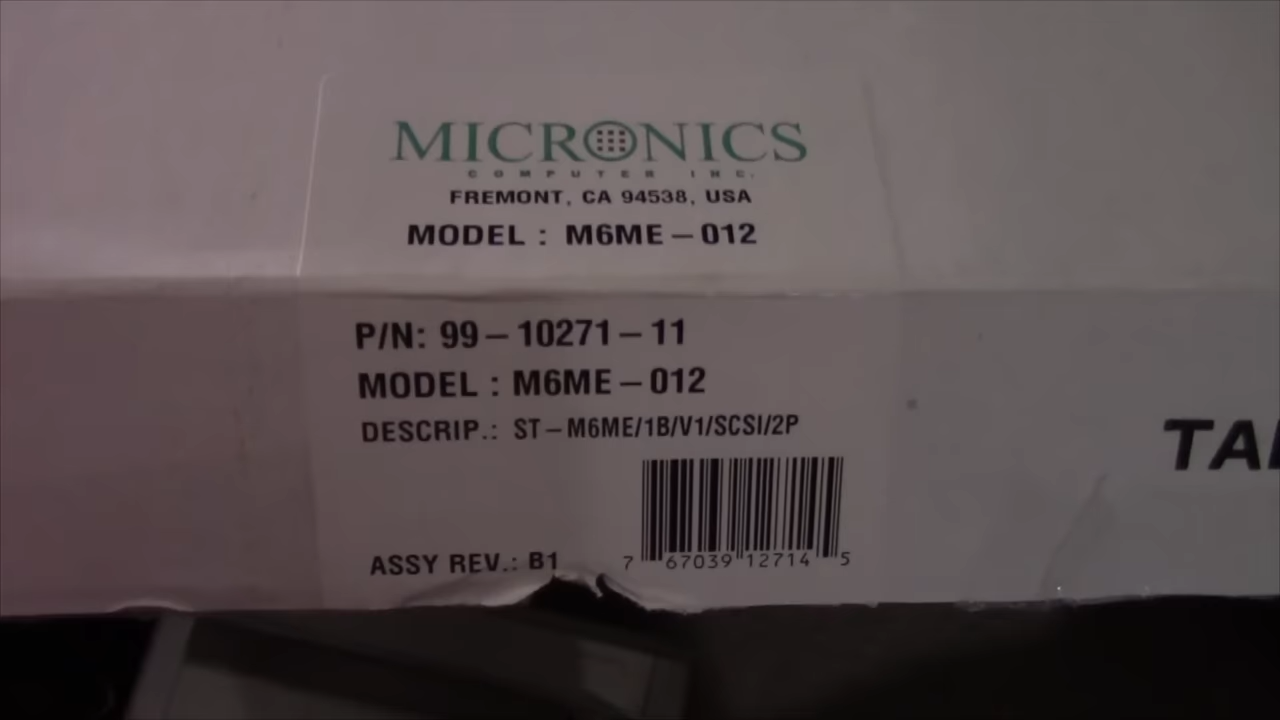 MICRONICS
COMPUTER INC.
FREMONT, CA 94538, USA
MODEL : M6ME – 012
P/N: 99 – 10271 – 11
MODEL : M6ME – 012
DESCRIP.: ST – M6ME/1B/V1/SCSI/2P
TAB
ASSY REV.: B1
7 67039 12714 5